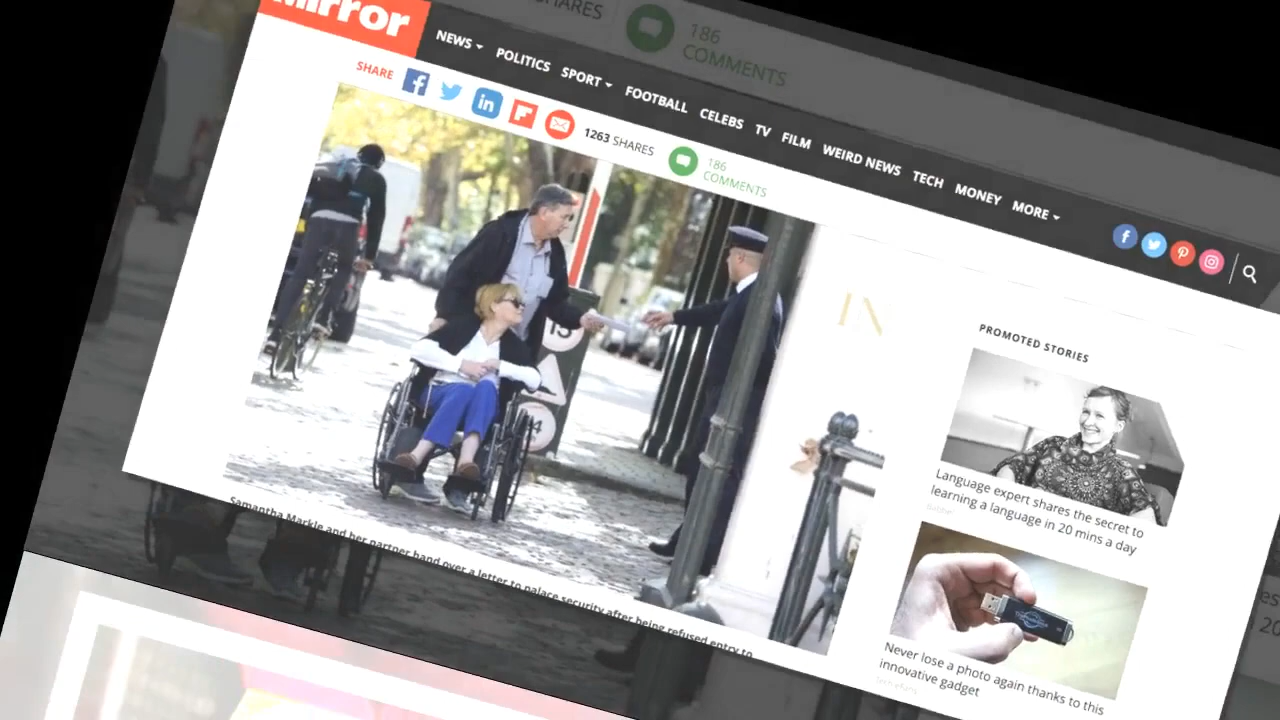 SHARES
186
COMMENTS
Mirror
NEWS
POLITICS
SPORT
FOOTBALL
CELEBS
TV
FILM
WEIRD NEWS
TECH
MONEY
MORE
SHARE
1263 SHARES
186
COMMENTS
IN
PROMOTED STORIES
Language expert shares the secret to
learning a language in 20 mins a day
Never lose a photo again thanks to this
innovative gadget
Samantha Markle and her partner hand over a letter to palace security after being refused entry to